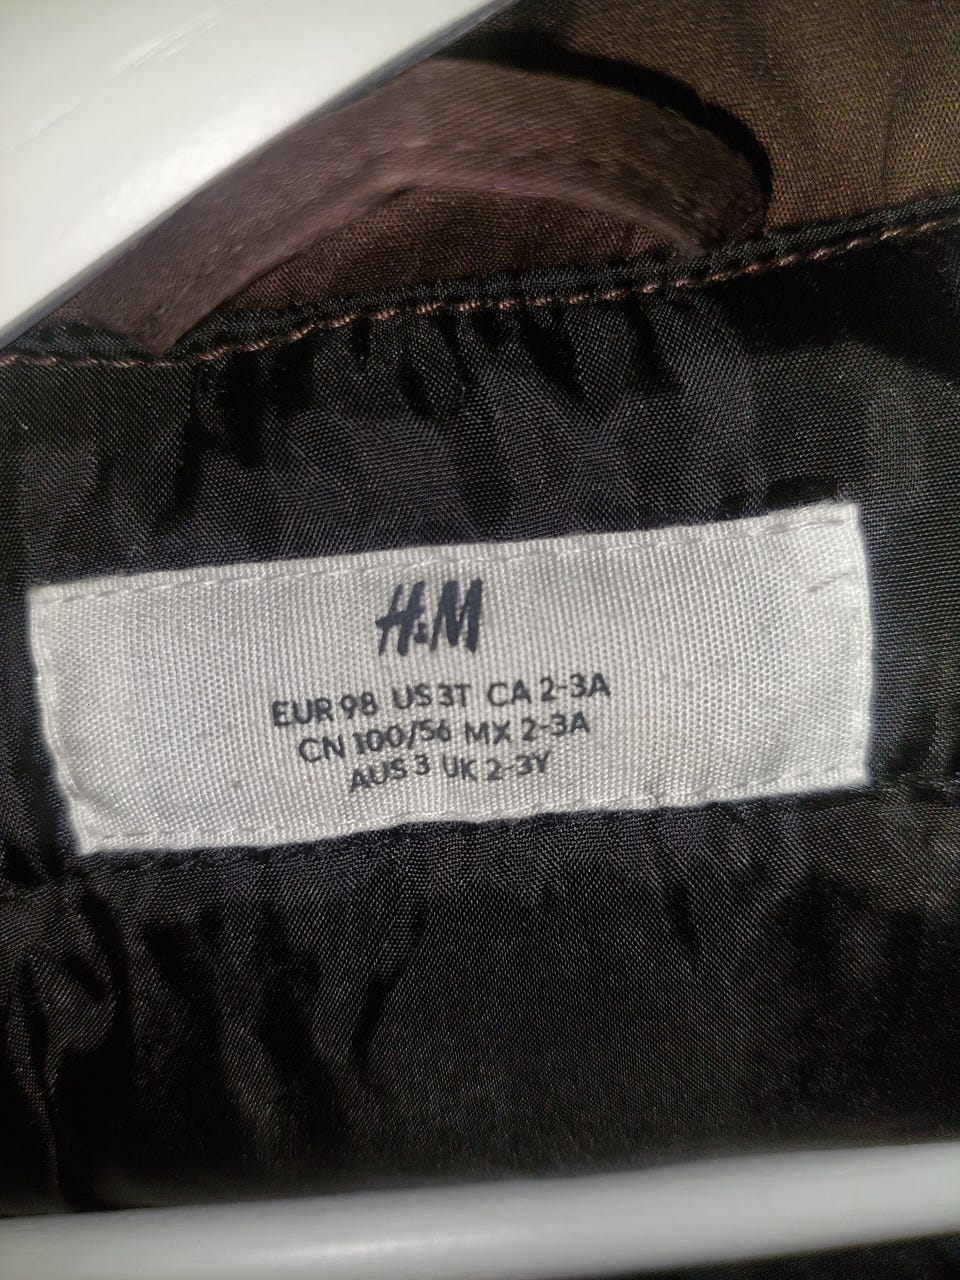 H&M
EUR 98 US 3T CA 2-3A
CN 100/56 MX 2-3A
AUS 3 UK 2-3Y